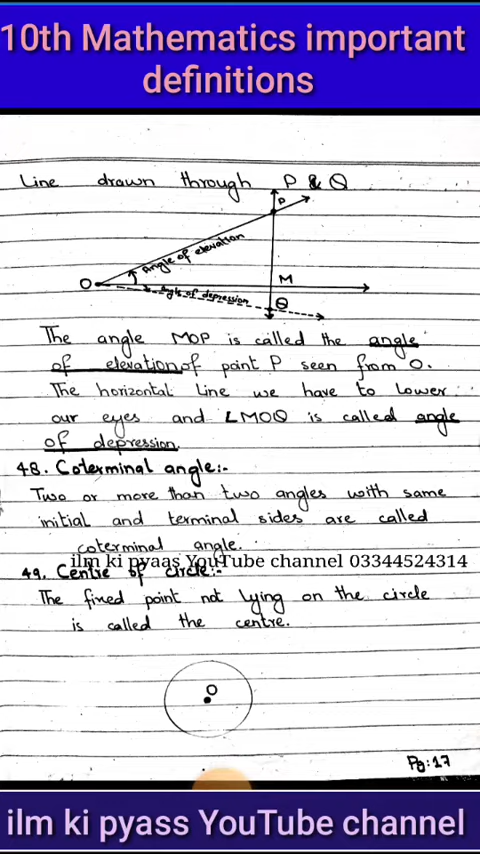 10th Mathematics important
definitions
Line drawn through P & Q
P
Angle of elevation
O
M
Angle of depression
Q
The angle MOP is called the angle
of elevation of point P seen from O.
The horizontal Line we have to Lower
our eyes and ∠MOQ is called angle
of depression.
48. Coterminal angle:-
Two or more than two angles with same
initial and terminal sides are called
coterminal angle.
ilm ki pyaas YouTube channel 03344524314
49. Centre of circle:-
The fixed point not lying on the circle
is called the centre.
O
Pg:17
ilm ki pyass YouTube channel